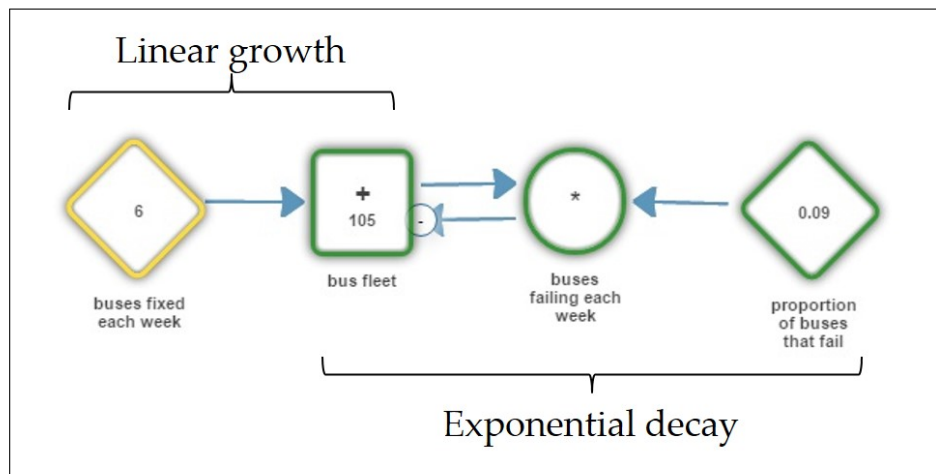 Linear growth
6
+
105
-
*
0.09
buses fixed
each week
bus fleet
buses
failing each
week
proportion
of buses
that fail
Exponential decay